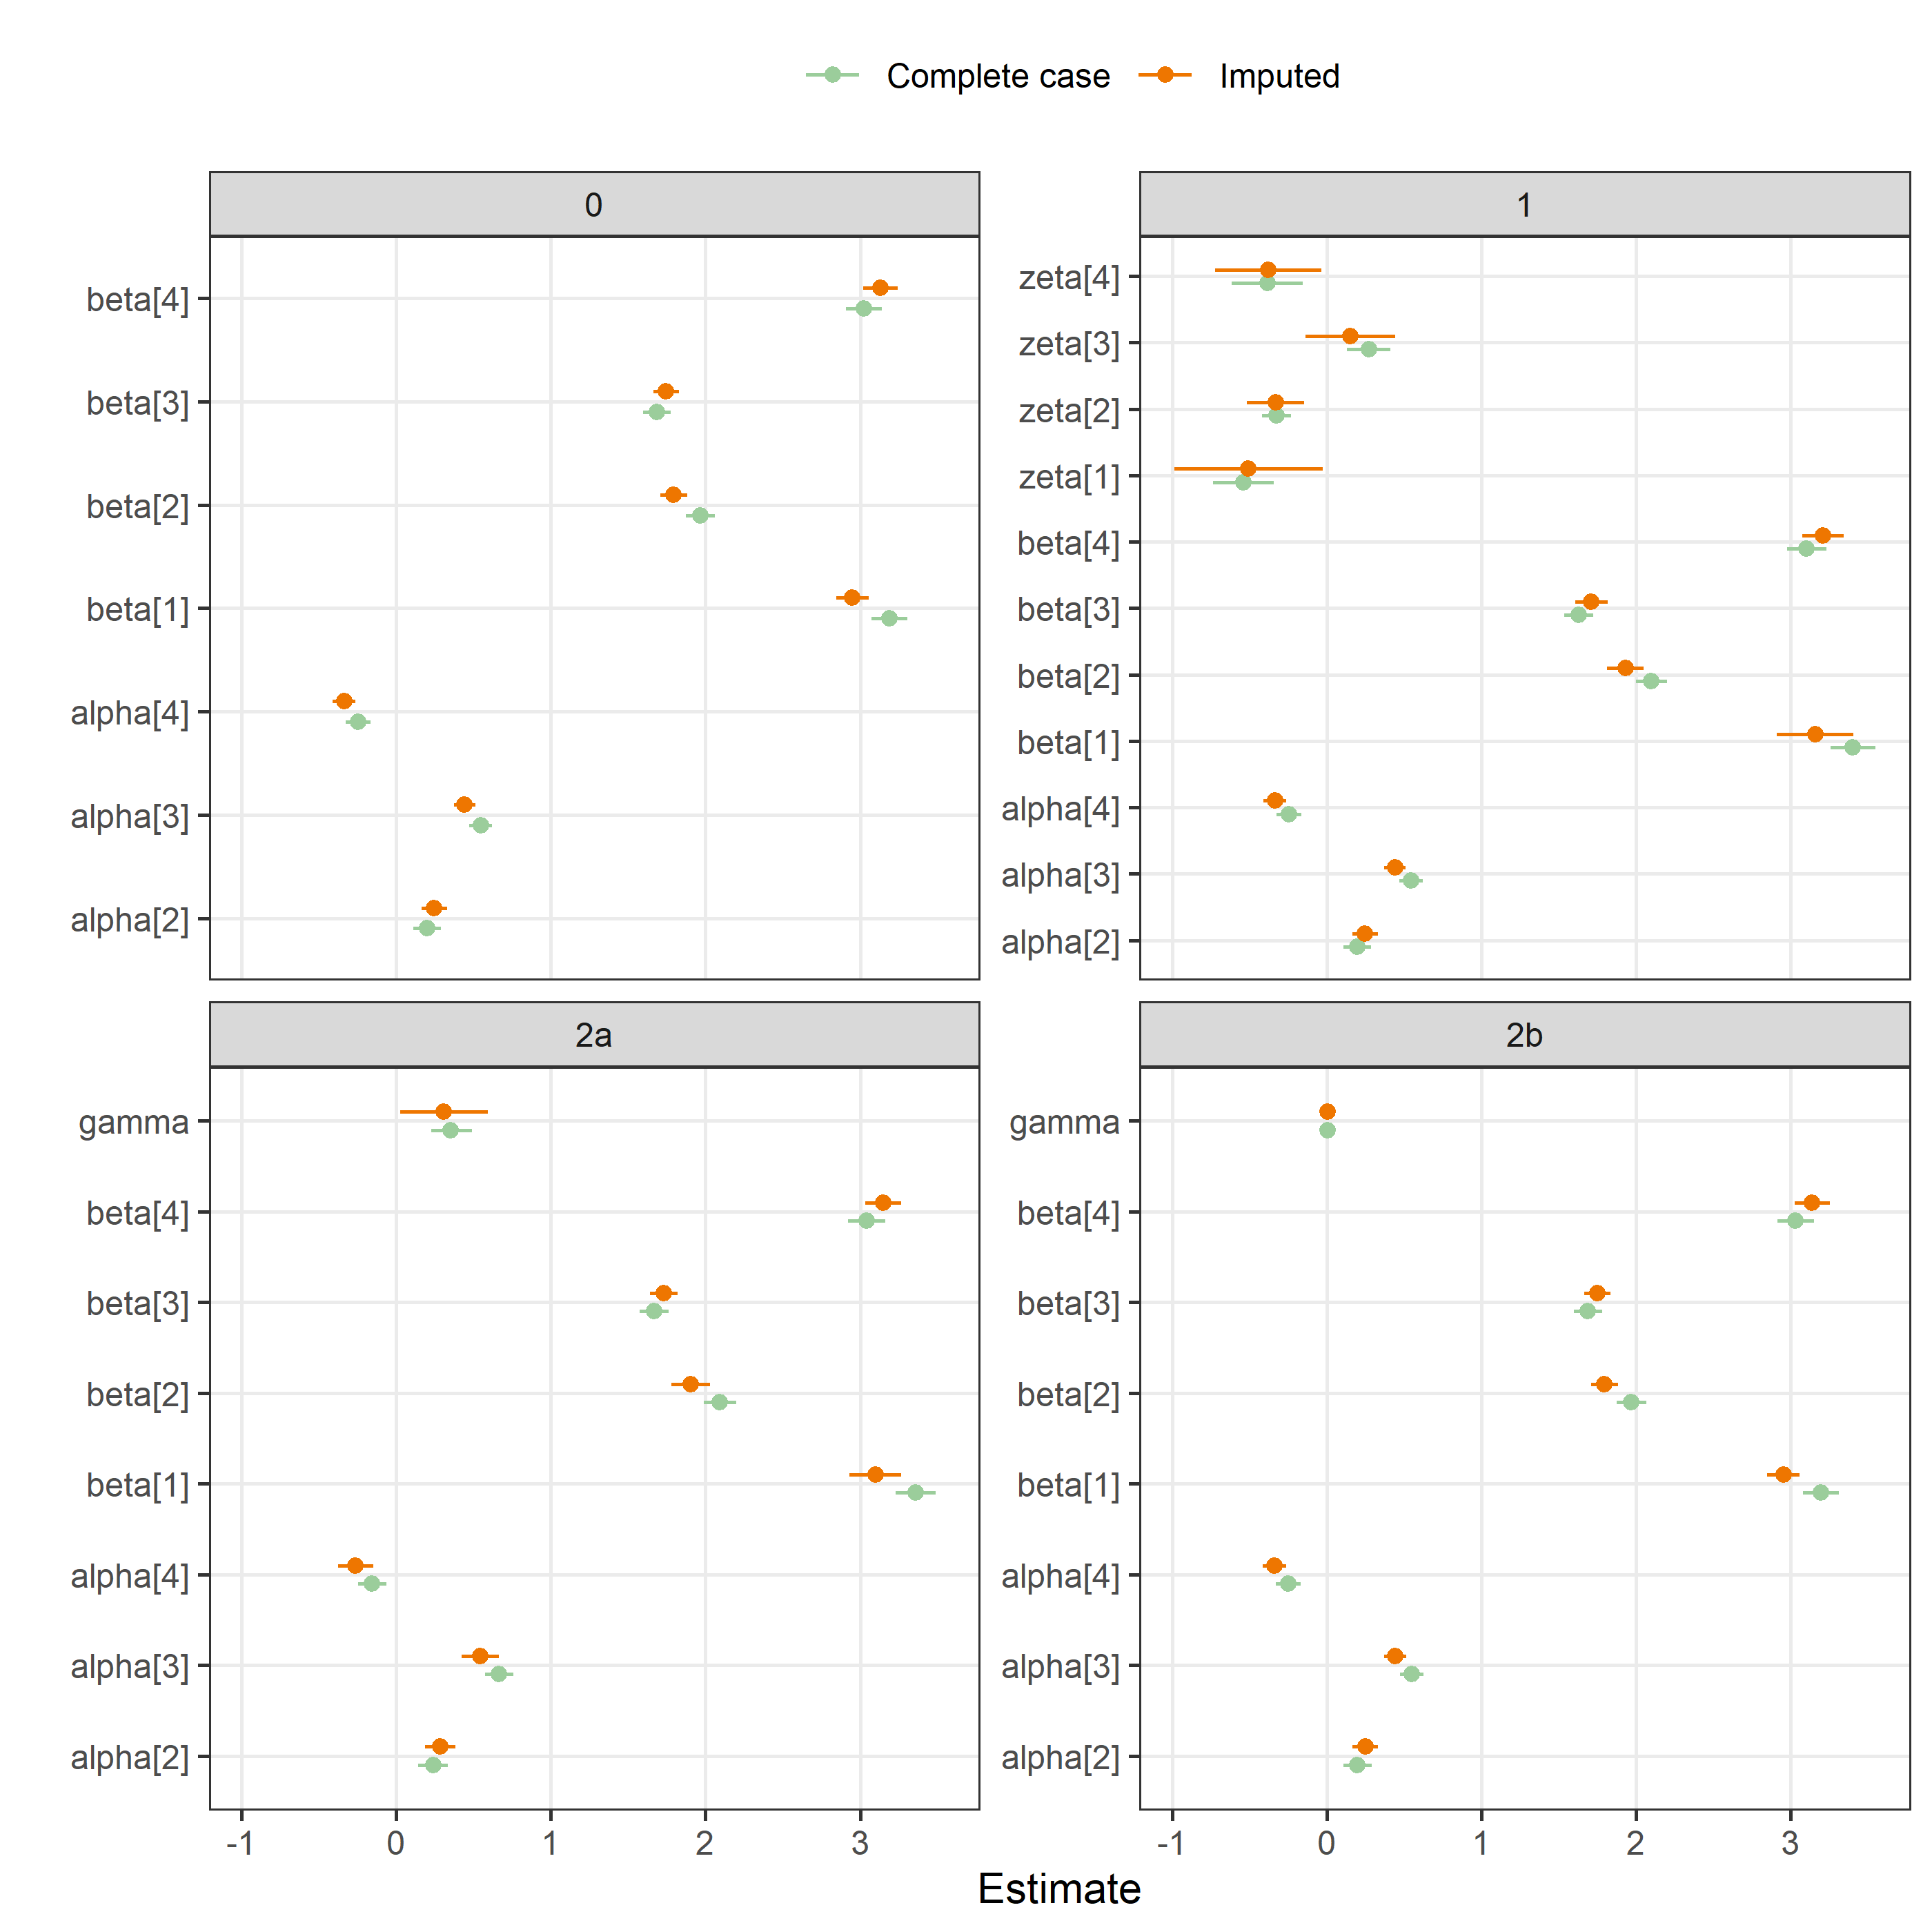 Complete case Imputed
0
beta[4]
beta[3]
beta[2]
beta[1]
alpha[4]
alpha[3]
alpha[2]
1
zeta[4]
zeta[3]
zeta[2]
zeta[1]
beta[4]
beta[3]
beta[2]
beta[1]
alpha[4]
alpha[3]
alpha[2]
2a
gamma
beta[4]
beta[3]
beta[2]
beta[1]
alpha[4]
alpha[3]
alpha[2]
-1 0 1 2 3
2b
gamma
beta[4]
beta[3]
beta[2]
beta[1]
alpha[4]
alpha[3]
alpha[2]
-1 0 1 2 3
Estimate